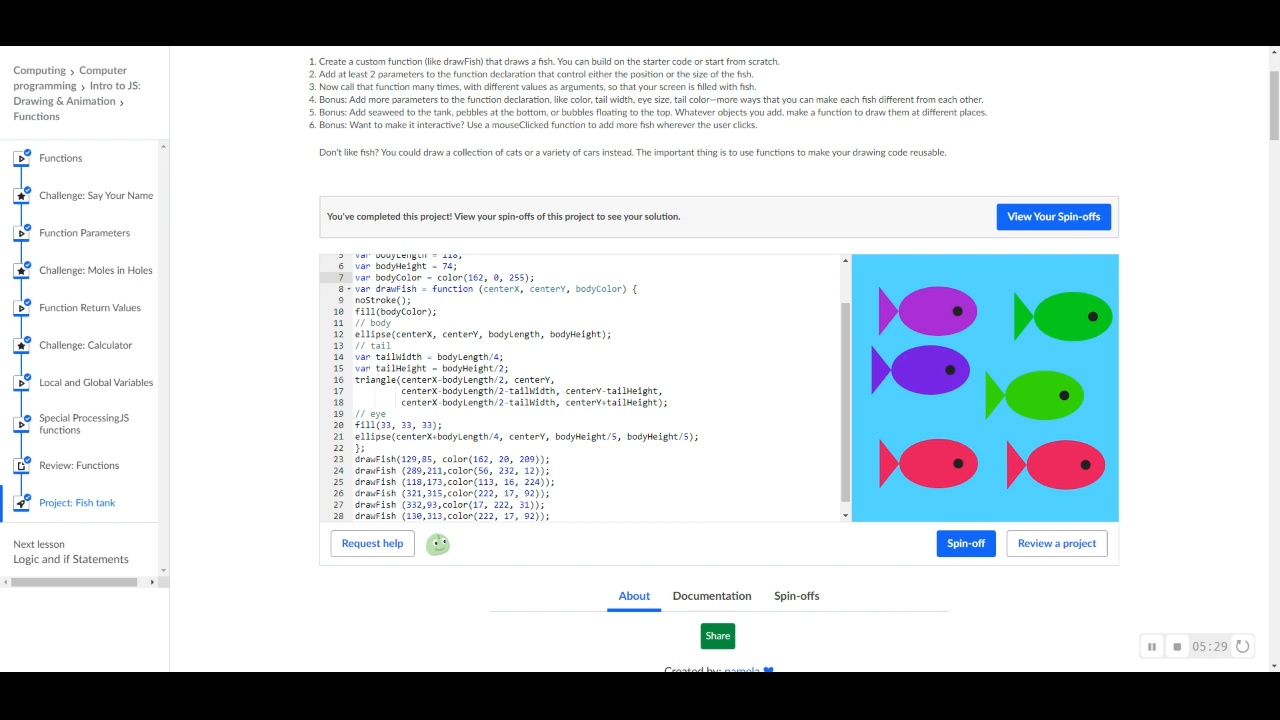 Computing › Computer
programming › Intro to JS:
Drawing & Animation ›
Functions
Functions
Challenge: Say Your Name
Function Parameters
Challenge: Moles in Holes
Function Return Values
Challenge: Calculator
Local and Global Variables
Special ProcessingJS
functions
Review: Functions
Project: Fish tank
Next lesson
Logic and if Statements
1. Create a custom function (like drawFish) that draws a fish. You can build on the starter code or start from scratch.
2. Add at least 2 parameters to the function declaration that control either the position or the size of the fish.
3. Now call that function many times, with different values as arguments, so that your screen is filled with fish.
4. Bonus: Add more parameters to the function declaration, like color, tail width, eye size, tail color—more ways that you can make each fish different from each other.
5. Bonus: Add seaweed to the tank, pebbles at the bottom, or bubbles floating to the top. Whatever objects you add, make a function to draw them at different places.
6. Bonus: Want to make it interactive? Use a mouseClicked function to add more fish wherever the user clicks.
Don't like fish? You could draw a collection of cats or a variety of cars instead. The important thing is to use functions to make your drawing code reusable.
You've completed this project! View your spin-offs of this project to see your solution.
View Your Spin-offs
5 var bodyLength = 118;
6 var bodyHeight = 74;
7 var bodyColor = color(162, 0, 255);
8 var drawFish = function (centerX, centerY, bodyColor) {
9 noStroke();
10 fill(bodyColor);
11 // body
12 ellipse(centerX, centerY, bodyLength, bodyHeight);
13 // tail
14 var tailWidth = bodyLength/4;
15 var tailHeight = bodyHeight/2;
16 triangle(centerX-bodyLength/2, centerY,
17 centerX-bodyLength/2-tailWidth, centerY-tailHeight,
18 centerX-bodyLength/2-tailWidth, centerY+tailHeight);
19 // eye
20 fill(33, 33, 33);
21 ellipse(centerX+bodyLength/4, centerY, bodyHeight/5, bodyHeight/5);
22 };
23 drawFish(129,85, color(162, 20, 209));
24 drawFish (289,211,color(56, 232, 12));
25 drawFish (118,173,color(113, 16, 224));
26 drawFish (321,315,color(222, 17, 92));
27 drawFish (332,93,color(17, 222, 31));
28 drawFish (130,313,color(222, 17, 92));
Request help
Spin-off
Review a project
About Documentation Spin-offs
Share
Created by: pamela
05:29